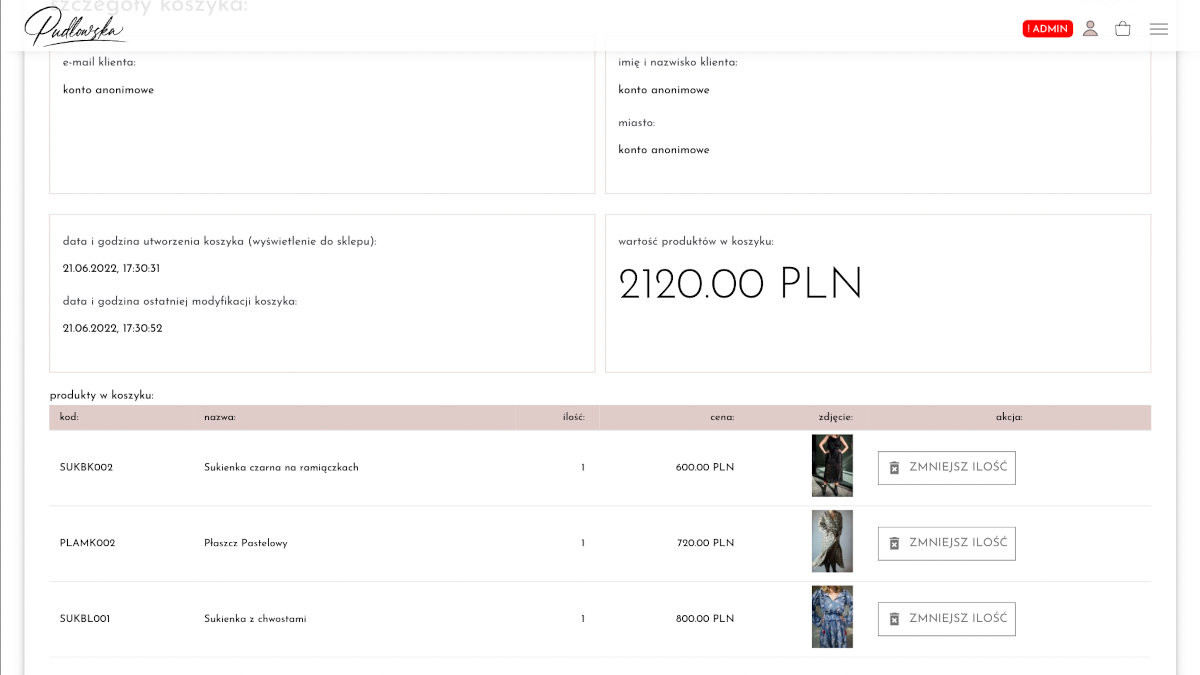 szczegóły koszyka:
Pudłowska
! ADMIN
e-mail klienta:
konto anonimowe
imię i nazwisko klienta:
konto anonimowe
miasto:
konto anonimowe
data i godzina utworzenia koszyka (wyświetlenie do sklepu):
21.06.2022, 17:30:31
data i godzina ostatniej modyfikacji koszyka:
21.06.2022, 17:30:52
wartość produktów w koszyku:
2120.00 PLN
produkty w koszyku:
kod: nazwa: ilość: cena: zdjęcie: akcja:
SUKBK002 Sukienka czarna na ramiączkach 1 600.00 PLN ZMNIEJSZ ILOŚĆ
PLAMK002 Płaszcz Pastelowy 1 720.00 PLN ZMNIEJSZ ILOŚĆ
SUKBL001 Sukienka z chwostami 1 800.00 PLN ZMNIEJSZ ILOŚĆ